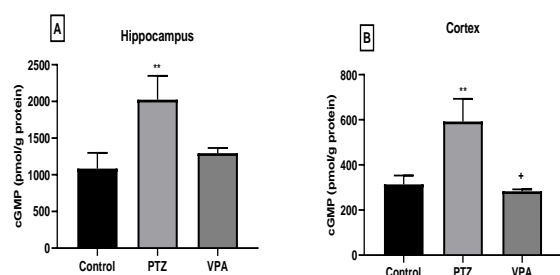 A
Hippocampus
cGMP (pmol/g protein)
2500
2000
1500
1000
500
0
**
Control PTZ VPA
B
Cortex
cGMP (pmol/g protein)
800
600
400
200
0
**
+
Control PTZ VPA